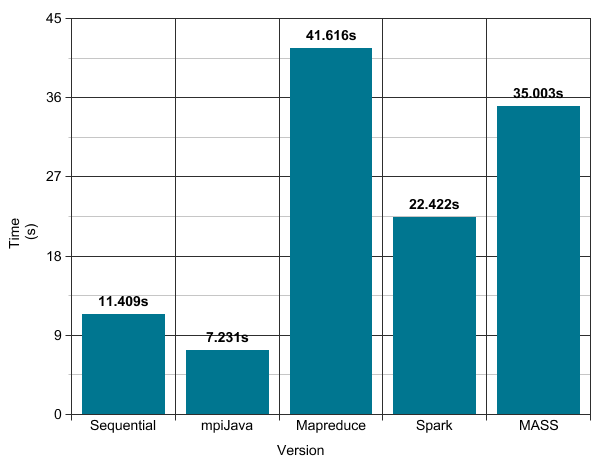 45
41.616s
36
35.003s
27
22.422s
18
11.409s
9
7.231s
0
Time
(s)
Sequential
mpiJava
Mapreduce
Spark
MASS
Version